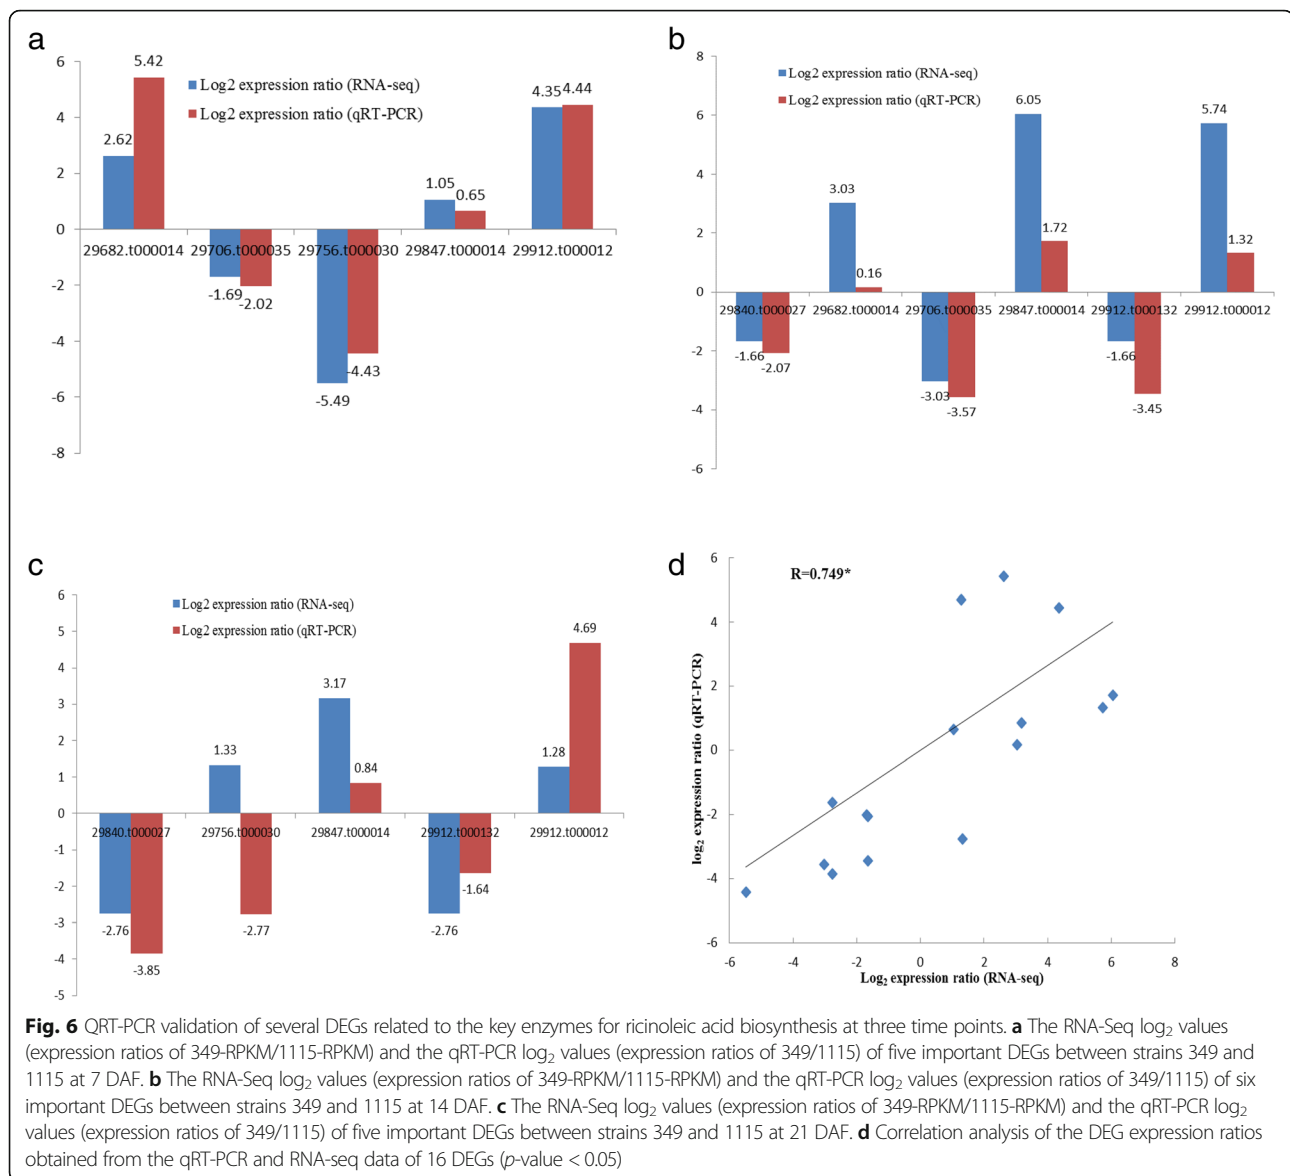 a
6
4
2
0
-2
-4
-6
-8
Log2 expression ratio (RNA-seq)
Log2 expression ratio (qRT-PCR)
2.62
5.42
-1.69
-2.02
-5.49
-4.43
1.05
0.65
4.35
4.44
29682.t000014
29706.t000035
29756.t000030
29847.t000014
29912.t000012
b
8
6
4
2
0
-2
-4
-6
Log2 expression ratio (RNA-seq)
Log2 expression ratio (qRT-PCR)
-1.66
-2.07
3.03
0.16
-3.03
-3.57
6.05
1.72
-1.66
-3.45
5.74
1.32
29840.t000027
29682.t000014
29706.t000035
29847.t000014
29912.t000132
29912.t000012
c
6
5
4
3
2
1
0
-1
-2
-3
-4
-5
Log2 expression ratio (RNA-seq)
Log2 expression ratio (qRT-PCR)
-2.76
-3.85
1.33
-2.77
3.17
0.84
-2.76
-1.64
1.28
4.69
29840.t000027
29756.t000030
29847.t000014
29912.t000132
29912.t000012
d
R=0.749*
6
4
2
0
-2
-4
-6
log₂ expression ratio (qRT-PCR)
-6
-4
-2
0
2
4
6
8
Log₂ expression ratio (RNA-seq)
Fig. 6 QRT-PCR validation of several DEGs related to the key enzymes for ricinoleic acid biosynthesis at three time points. a The RNA-Seq log₂ values
(expression ratios of 349-RPKM/1115-RPKM) and the qRT-PCR log₂ values (expression ratios of 349/1115) of five important DEGs between strains 349 and
1115 at 7 DAF. b The RNA-Seq log₂ values (expression ratios of 349-RPKM/1115-RPKM) and the qRT-PCR log₂ values (expression ratios of 349/1115) of six
important DEGs between strains 349 and 1115 at 14 DAF. c The RNA-Seq log₂ values (expression ratios of 349-RPKM/1115-RPKM) and the qRT-PCR log₂
values (expression ratios of 349/1115) of five important DEGs between strains 349 and 1115 at 21 DAF. d Correlation analysis of the DEG expression ratios
obtained from the qRT-PCR and RNA-seq data of 16 DEGs (p-value < 0.05)